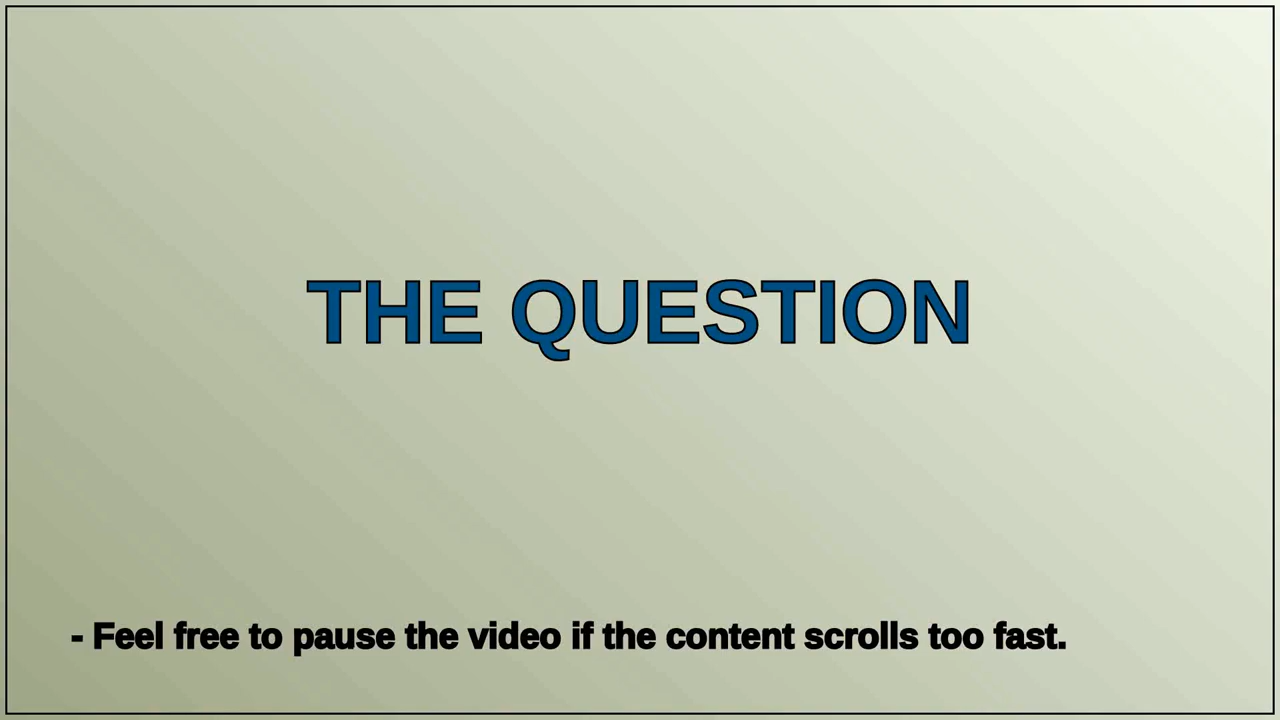 THE QUESTION
- Feel free to pause the video if the content scrolls too fast.